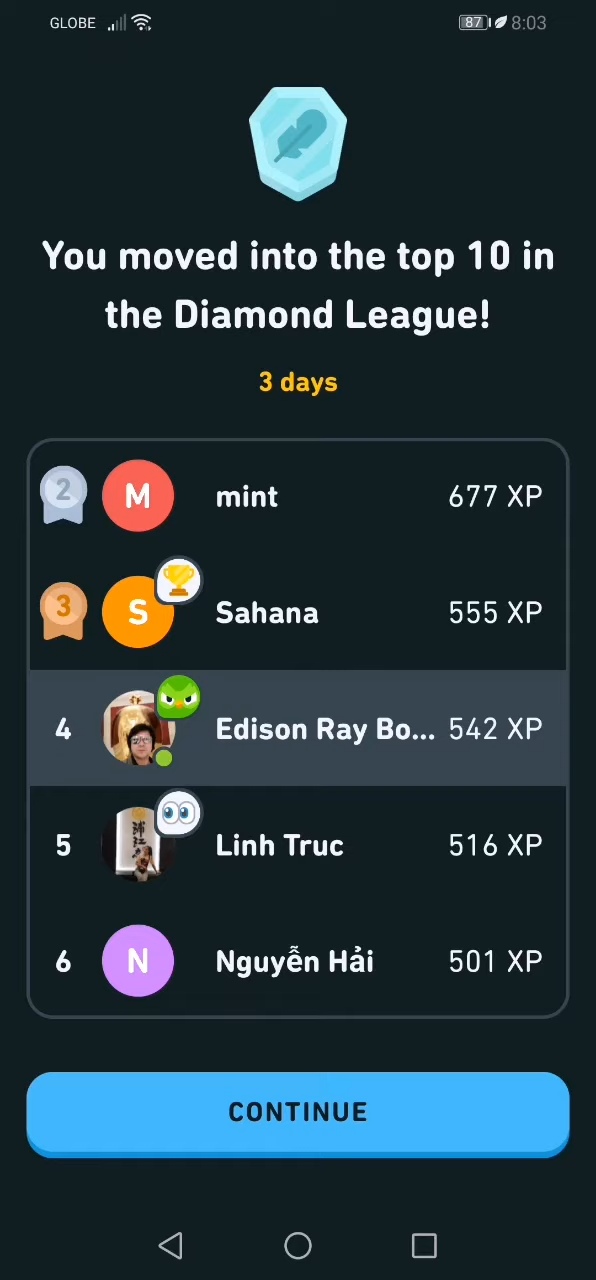 GLOBE 87 8:03
You moved into the top 10 in
the Diamond League!
3 days
2 M mint 677 XP
3 S Sahana 555 XP
4 Edison Ray Bo... 542 XP
5 Linh Truc 516 XP
6 N Nguyễn Hải 501 XP
CONTINUE